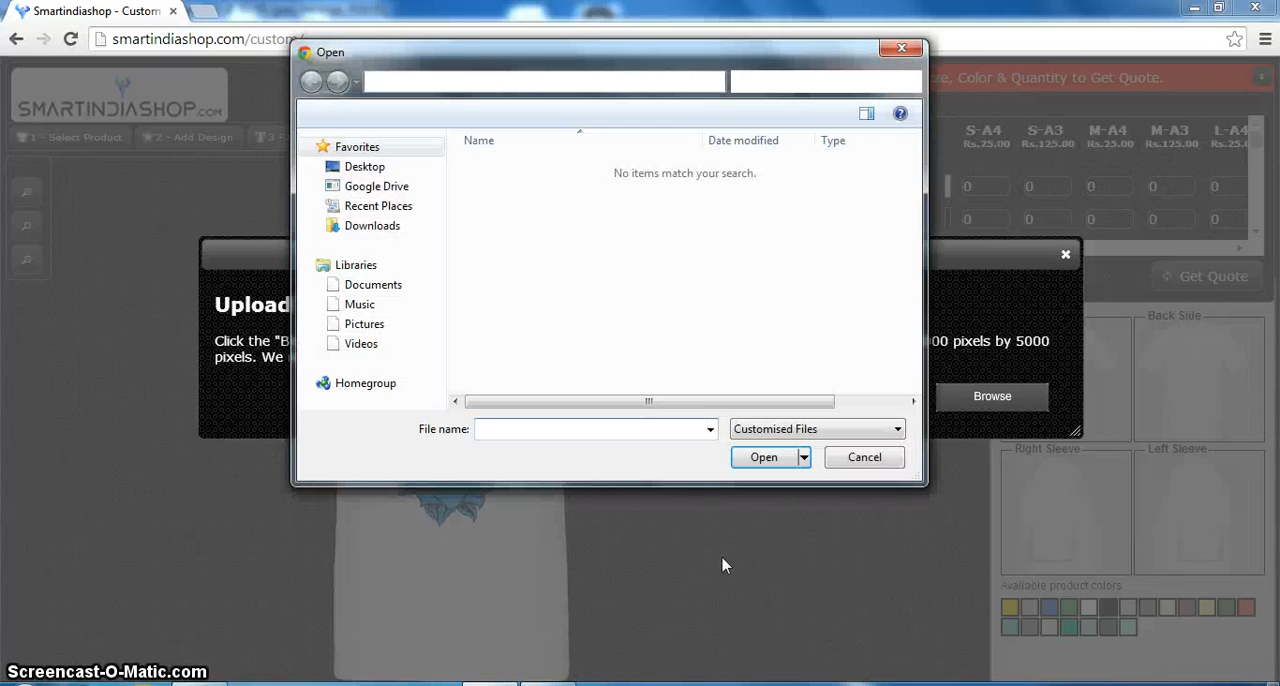 Smartindiashop - Custom
smartindiashop.com/custom/
Open
SMARTINDIASHOP.COM
ze, Color & Quantity to Get Quote.
1 - Select Product
2 - Add Design
T 3 -
S-A4 S-A3 M-A4 M-A3 L-A4
Rs.25.00 Rs.125.00 Rs.25.00 Rs.125.00 Rs.25.00
0 0 0 0 0
0 0 0 0 0
Get Quote
Name Date modified Type
No items match your search.
Favorites
Desktop
Google Drive
Recent Places
Downloads
Libraries
Documents
Music
Pictures
Videos
Homegroup
File name:
Customised Files
Open
Cancel
Upload
Click the "B
00 pixels by 5000
pixels. We
Browse
Back Side
Right Sleeve
Left Sleeve
Available product colors
Screencast-O-Matic.com